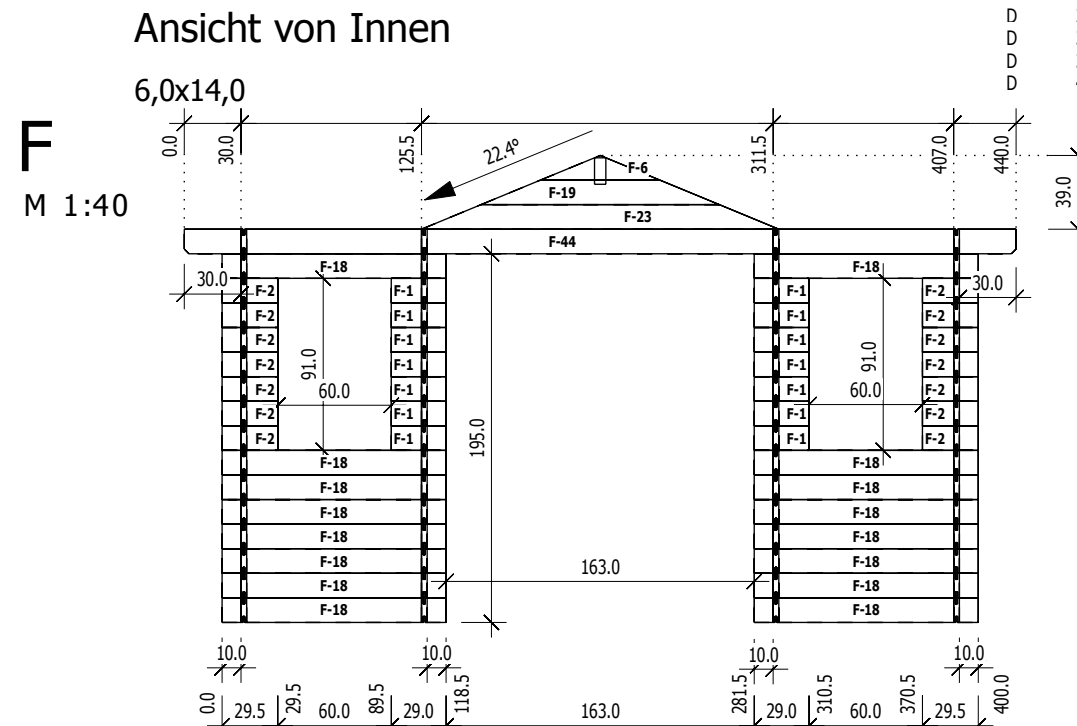 Ansicht von Innen
D
D
D
D
6,0x14,0
F
M 1:40
0.0
30.0
125.5
311.5
407.0
440.0
22.4°
39.0
F-6
F-19
F-23
F-44
F-18
F-18
30.0
30.0
F-2 F-1 F-1 F-2
F-2 F-1 F-1 F-2
F-2 F-1 F-1 F-2
F-2 F-1 F-1 F-2
F-2 F-1 F-1 F-2
F-2 F-1 F-1 F-2
F-2 F-1 F-1 F-2
91.0
60.0
91.0
60.0
195.0
F-18 F-18
F-18 F-18
F-18 F-18
F-18 F-18
F-18 F-18
F-18 F-18
F-18 F-18
163.0
10.0 10.0 10.0 10.0
0.0
29.5
89.5
118.5
281.5
310.5
370.5
400.0
29.5 60.0 29.0 163.0 29.0 60.0 29.5